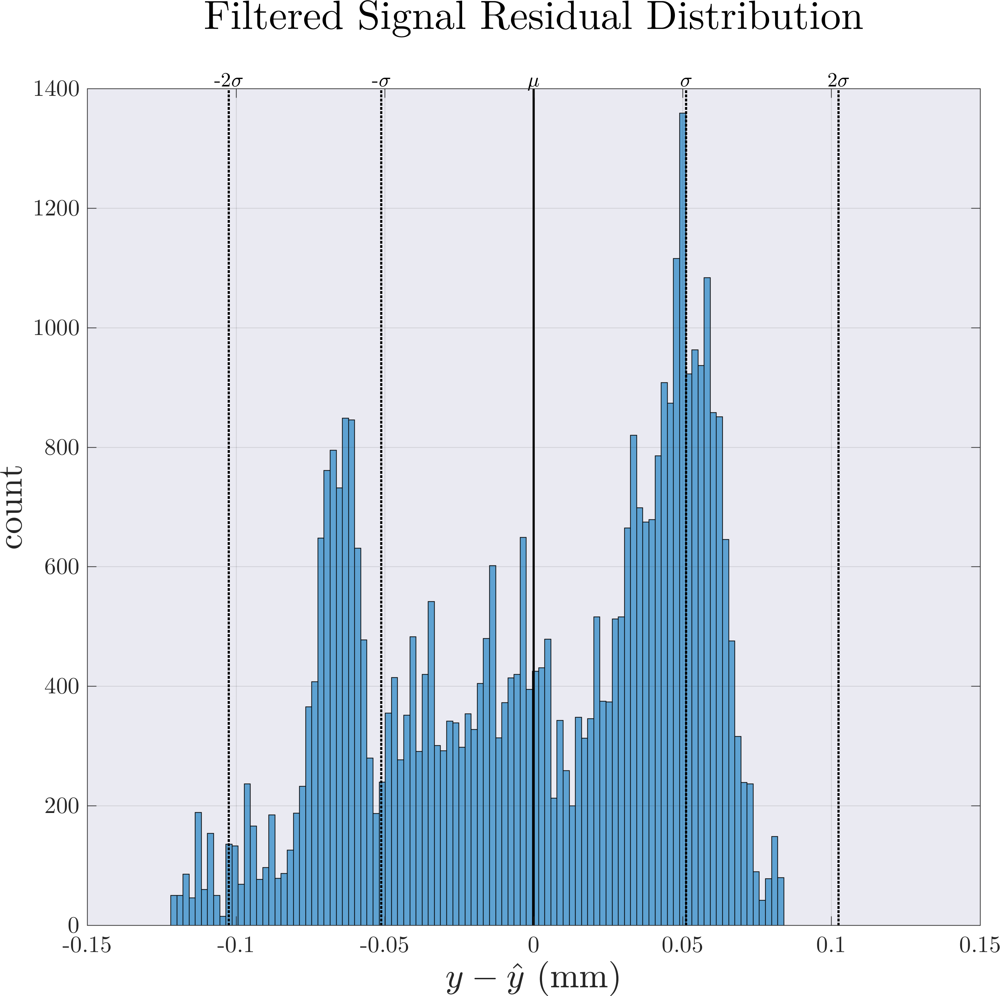 Filtered Signal Residual Distribution
-2σ -σ μ σ 2σ
1400
1200
1000
800
600
400
200
0
count
-0.15 -0.1 -0.05 0 0.05 0.1 0.15
y − ŷ (mm)